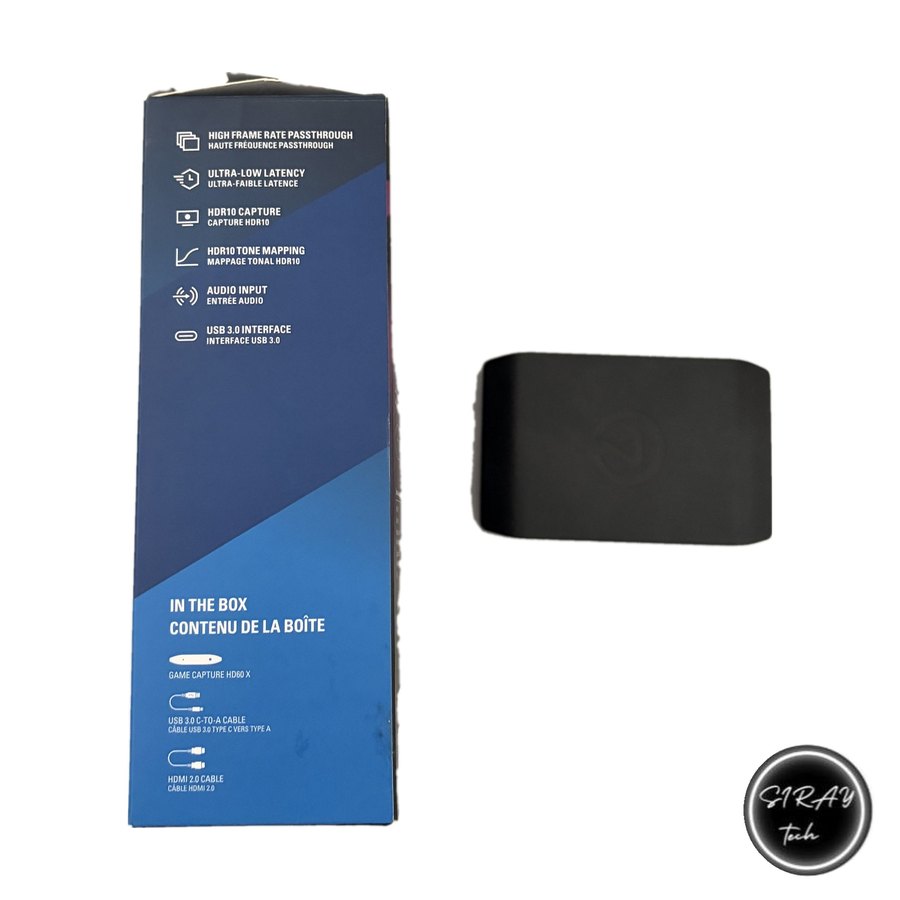 HIGH FRAME RATE PASSTHROUGH
HAUTE FRÉQUENCE PASSTHROUGH
ULTRA-LOW LATENCY
ULTRA-FAIBLE LATENCE
HDR10 CAPTURE
CAPTURE HDR10
HDR10 TONE MAPPING
MAPPAGE TONAL HDR10
AUDIO INPUT
ENTRÉE AUDIO
USB 3.0 INTERFACE
INTERFACE USB 3.0
IN THE BOX
CONTENU DE LA BOÎTE
GAME CAPTURE HD60 X
USB 3.0 C-TO-A CABLE
CÂBLE USB 3.0 TYPE C VERS TYPE A
HDMI 2.0 CABLE
CÂBLE HDMI 2.0
SIRAY
tech